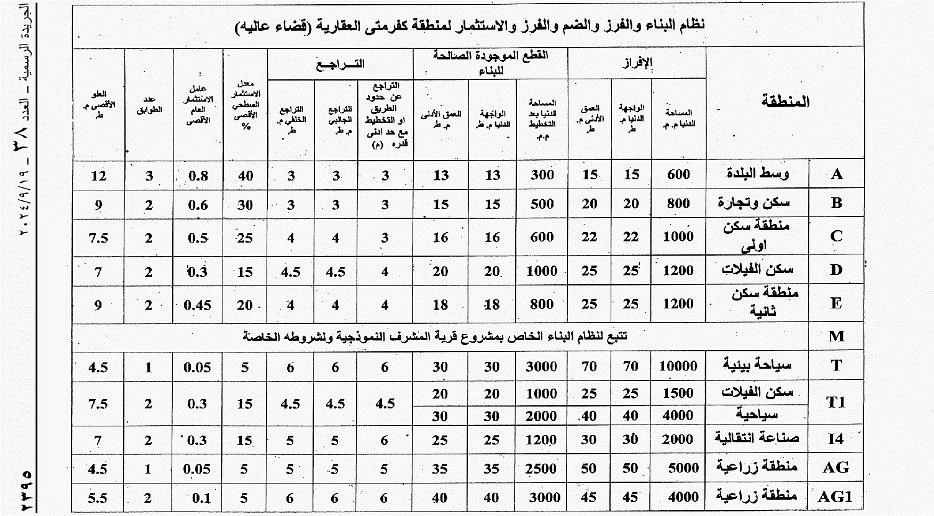 الجريدة الرسمية – العدد ٣٨ – ٢٠٢٤/٩/١٩
نظام البناء والفرز والضم والفرز والاستثمار لمنطقة كفرمتى العقارية (قضاء عاليه)
المنطقة | الإفراز | القطع الموجودة الصالحة للبناء | التراجع | معدل الاستثمار السطحي الأقصى % | عامل الاستثمار العام الأقصى | عدد الطوابق | العلو الأقصى م. ط
المساحة الدنيا م.م. | الواجهة الدنيا م. ط | العمق الأدنى م. ط | المساحة الدنيا بعد التخطيط م.م. | الواجهة الدنيا م. ط | العمق الأدنى م. ط | التراجع عن حدود الطريق او التخطيط مع حد ادنى قدره (م) | التراجع الجانبي م. ط | التراجع الخلفي م. ط
A | وسط البلدة | 600 | 15 | 15 | 300 | 13 | 13 | 3 | 3 | 3 | 40 | 0.8 | 3 | 12
B | سكن وتجارة | 800 | 20 | 20 | 500 | 15 | 15 | 3 | 3 | 3 | 30 | 0.6 | 2 | 9
C | منطقة سكن اولى | 1000 | 22 | 22 | 600 | 16 | 16 | 3 | 4 | 4 | 25 | 0.5 | 2 | 7.5
D | سكن الفيلات | 1200 | 25 | 25 | 1000 | 20 | 20 | 4 | 4.5 | 4.5 | 15 | 0.3 | 2 | 7
E | منطقة سكن ثانية | 1200 | 25 | 25 | 800 | 18 | 18 | 4 | 4 | 4 | 20 | 0.45 | 2 | 9
M | تتبع لنظام البناء الخاص بمشروع قرية المشرف النموذجية ولشروطه الخاصة
T | سياحة بيئية | 10000 | 70 | 70 | 3000 | 30 | 30 | 6 | 6 | 6 | 5 | 0.05 | 1 | 4.5
T1 | سكن الفيلات | 1500 | 25 | 25 | 1000 | 20 | 20 | 4.5 | 4.5 | 4.5 | 15 | 0.3 | 2 | 7.5
سياحية | 4000 | 40 | 40 | 2000 | 30 | 30
I4 | صناعة انتقالية | 2000 | 30 | 30 | 1200 | 25 | 25 | 6 | 5 | 5 | 15 | 0.3 | 2 | 7
AG | منطقة زراعية | 5000 | 50 | 50 | 2500 | 35 | 35 | 5 | 5 | 5 | 5 | 0.05 | 1 | 4.5
AG1 | منطقة زراعية | 4000 | 45 | 45 | 3000 | 40 | 40 | 6 | 6 | 6 | 5 | 0.1 | 2 | 5.5
٢٣٩٥